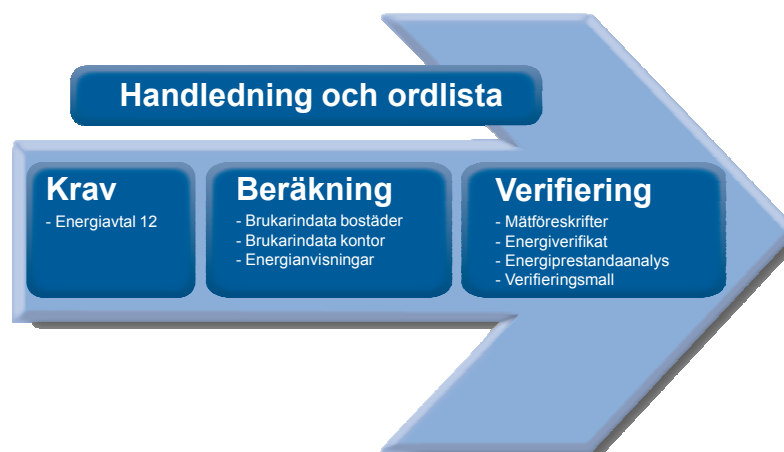 Handledning och ordlista
Krav
- Energiavtal 12
Beräkning
- Brukarindata bostäder
- Brukarindata kontor
- Energianvisningar
Verifiering
- Mätföreskrifter
- Energiverifikat
- Energiprestandaanalys
- Verifieringsmall